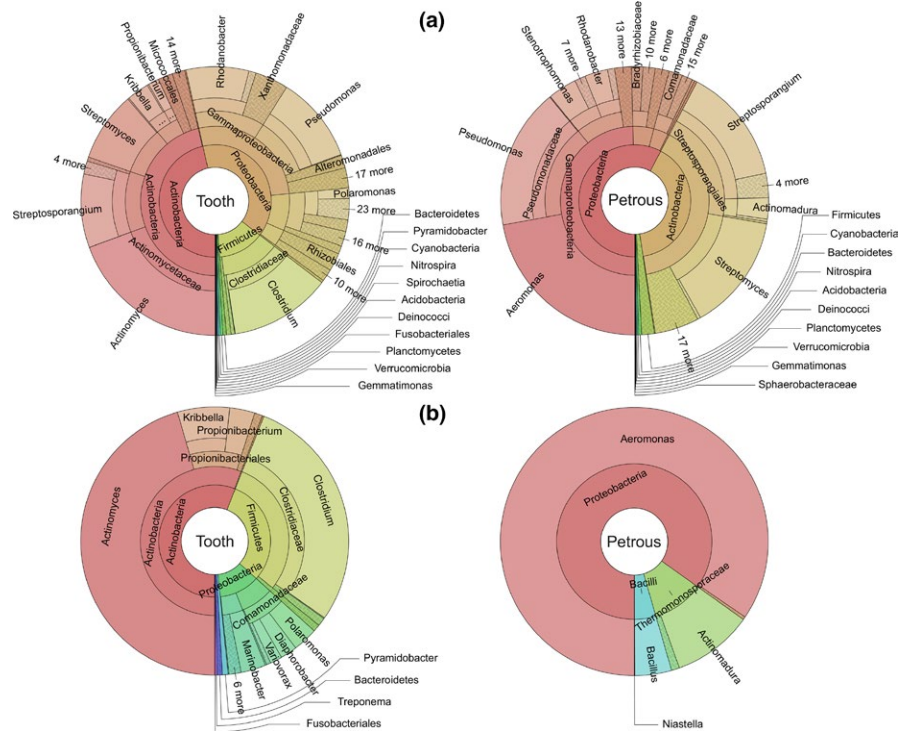 (a)
Propionibacterium
Micrococcales
14 more
Kribbella
Streptomyces
4 more
Streptosporangium
Actinomyces
Actinomycetaceae
Actinobacteria
Actinobacteria
Rhodanobacter
Xanthomonadaceae
Pseudomonas
Gammaproteobacteria
Proteobacteria
Alteromonadales
17 more
Polaromonas
23 more
16 more
Rhizobiales
10 more
Tooth
Firmicutes
Clostridiaceae
Clostridium
Bacteroidetes
Pyramidobacter
Cyanobacteria
Nitrospira
Spirochaetia
Acidobacteria
Deinococci
Fusobacteriales
Planctomycetes
Verrucomicrobia
Gemmatimonas
Stenotrophomonas
7 more
Rhodanobacter
13 more
Bradyrhizobiaceae
10 more
6 more
Comamonadaceae
15 more
Pseudomonas
Pseudomonadaceae
Gammaproteobacteria
Proteobacteria
Aeromonas
Petrous
Streptosporangium
Streptosporangiales
Actinobacteria
4 more
Actinomadura
Streptomyces
17 more
Firmicutes
Cyanobacteria
Bacteroidetes
Nitrospira
Acidobacteria
Deinococci
Planctomycetes
Verrucomicrobia
Gemmatimonas
Sphaerobacteraceae
(b)
Kribbella
Propionibacterium
Propionibacteriales
Actinomyces
Actinobacteria
Actinobacteria
Tooth
Firmicutes
Clostridiaceae
Clostridium
Proteobacteria
Comamonadaceae
Polaromonas
Diaphorobacter
Variovorax
Marinobacter
6 more
Pyramidobacter
Bacteroidetes
Treponema
Fusobacteriales
Aeromonas
Proteobacteria
Petrous
Bacilli
Thermomonosporaceae
Bacillus
Actinomadura
Niastella